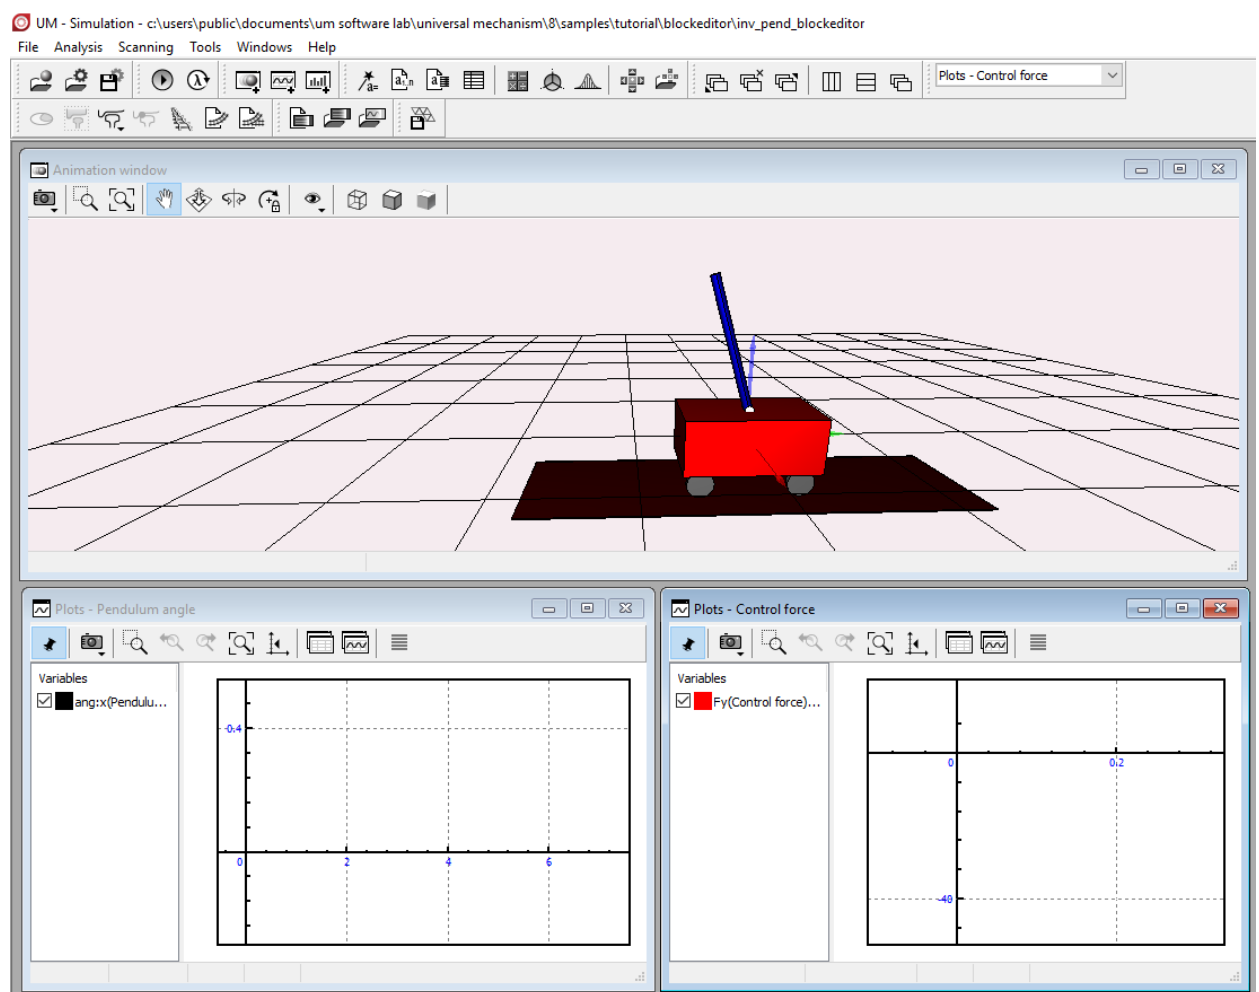 UM - Simulation - c:\users\public\documents\um software lab\universal mechanism\8\samples\tutorial\blockeditor\inv_pend_blockeditor
File Analysis Scanning Tools Windows Help
Plots - Control force
Animation window
Plots - Pendulum angle
Variables
ang:x(Pendulu...
0.4
0 2 4 6
Plots - Control force
Variables
Fy(Control force)...
0 0.2
-40